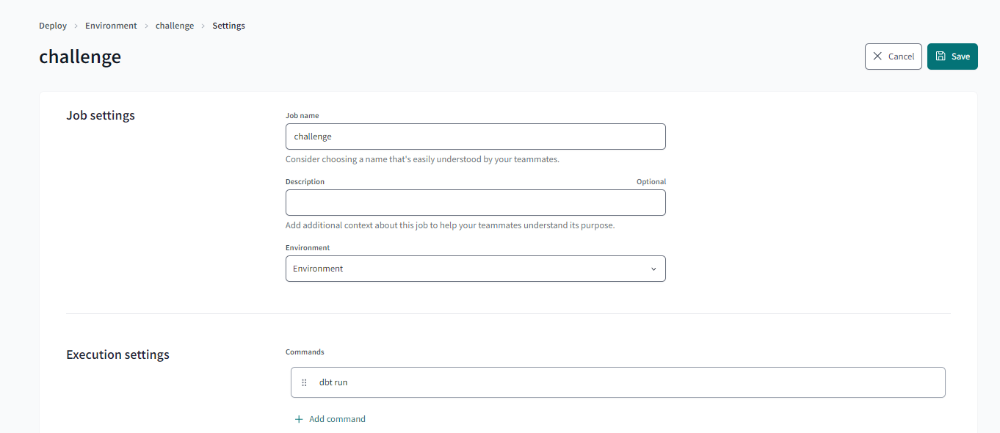 Deploy > Environment > challenge > Settings
challenge
Cancel
Save
Job settings
Job name
challenge
Consider choosing a name that's easily understood by your teammates.
Description
Optional
Add additional context about this job to help your teammates understand its purpose.
Environment
Environment
Execution settings
Commands
dbt run
+ Add command